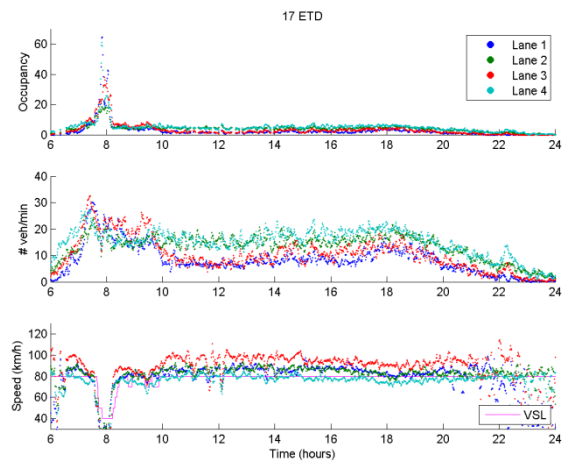 17 ETD
Occupancy
60
40
20
0
6 8 10 12 14 16 18 20 22 24
Lane 1
Lane 2
Lane 3
Lane 4
# veh/min
40
30
20
10
0
6 8 10 12 14 16 18 20 22 24
Speed (km/h)
120
100
80
60
40
6 8 10 12 14 16 18 20 22 24
VSL
Time (hours)